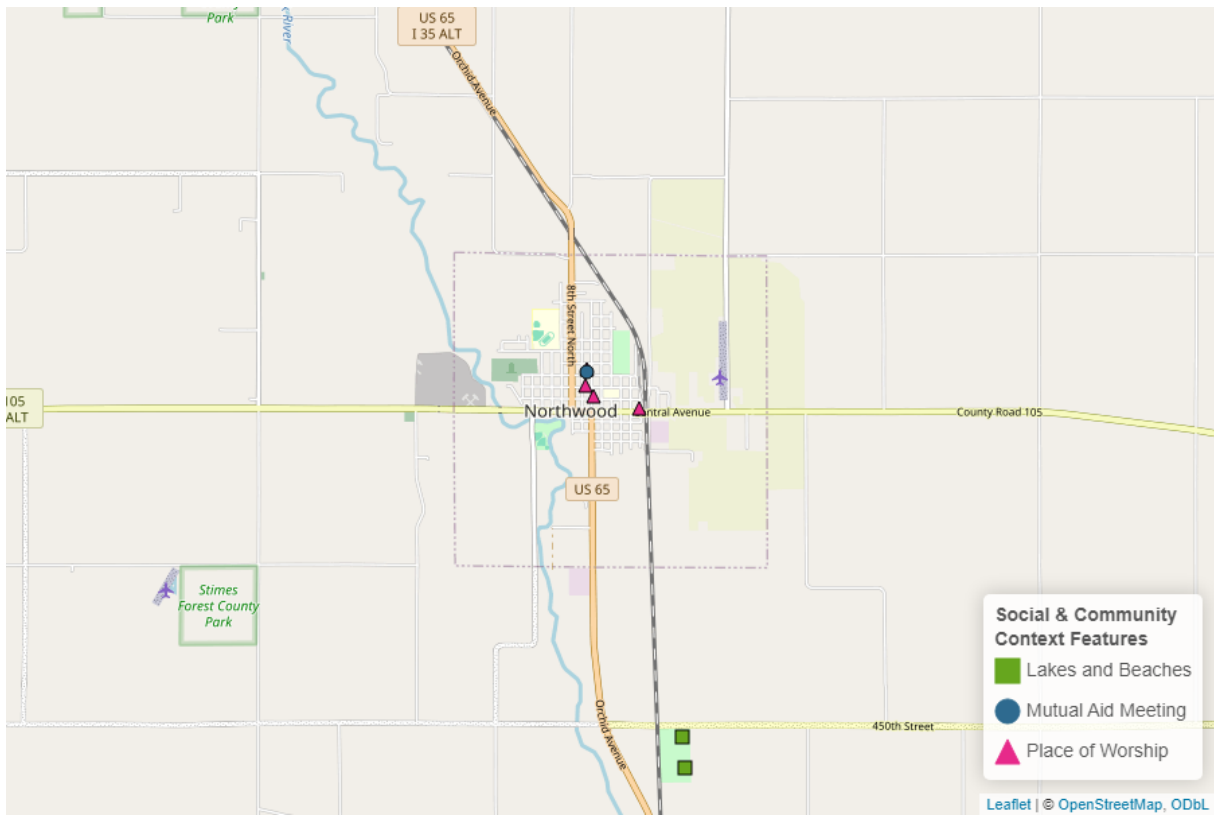 Park
River
US 65
I 35 ALT
Orchid Avenue
8th Street North
105
ALT
Northwood
entral Avenue
County Road 105
US 65
Stimes
Forest County
Park
Orchid Avenue
450th Street
Social & Community
Context Features
Lakes and Beaches
Mutual Aid Meeting
Place of Worship
Leaflet | © OpenStreetMap, ODbL